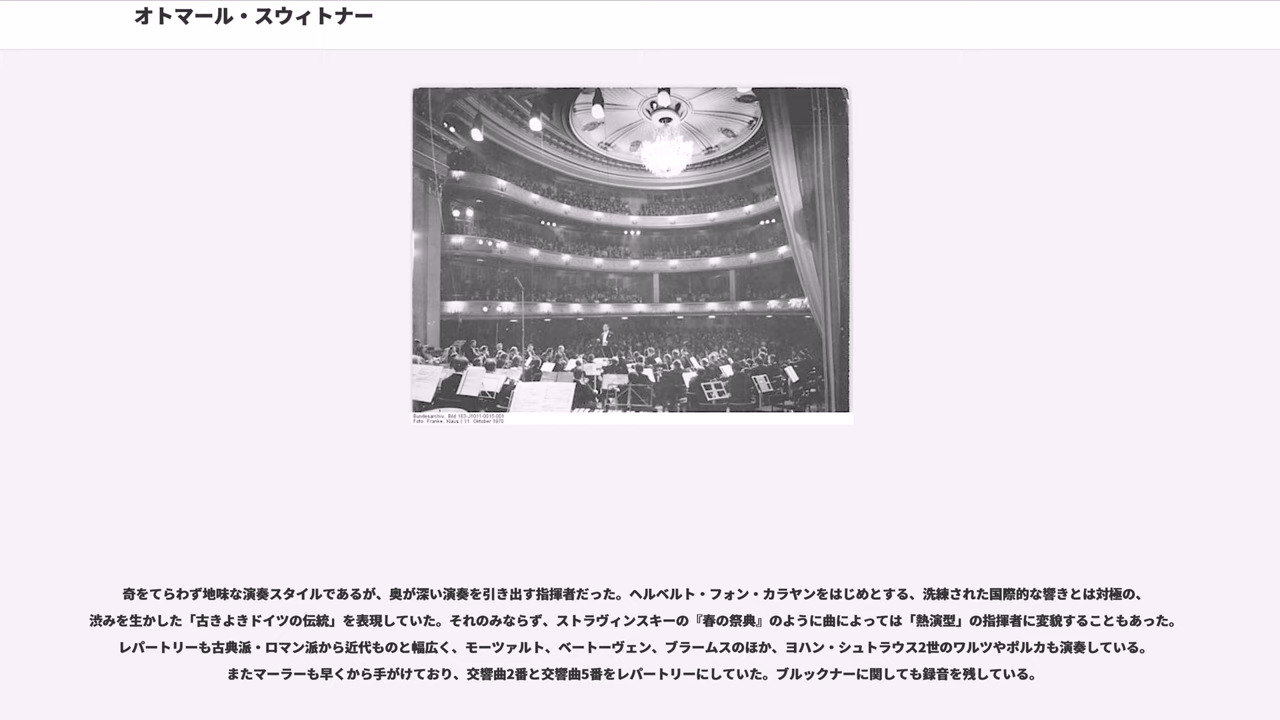 オトマール・スウィトナー
Bundesarchiv, Bild 183-J1011-0015-001
Foto: Franke, Klaus | 11. Oktober 1970
奇をてらわず地味な演奏スタイルであるが、奥が深い演奏を引き出す指揮者だった。ヘルベルト・フォン・カラヤンをはじめとする、洗練された国際的な響きとは対極の、
渋みを生かした「古きよきドイツの伝統」を表現していた。それのみならず、ストラヴィンスキーの『春の祭典』のように曲によっては「熱演型」の指揮者に変貌することもあった。
レパートリーも古典派・ロマン派から近代ものと幅広く、モーツァルト、ベートーヴェン、ブラームスのほか、ヨハン・シュトラウス2世のワルツやポルカも演奏している。
またマーラーも早くから手がけており、交響曲2番と交響曲5番をレパートリーにしていた。ブルックナーに関しても録音を残している。